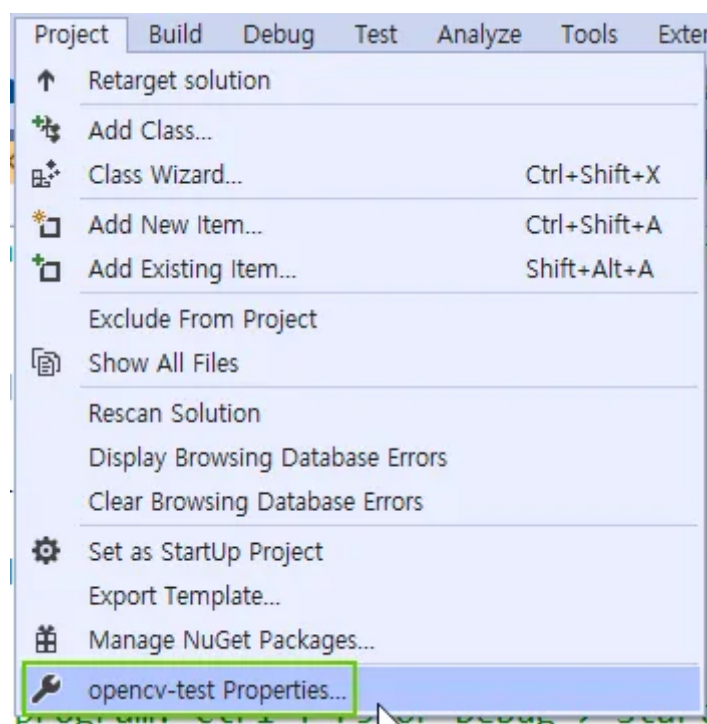 Project Build Debug Test Analyze Tools
Retarget solution
Add Class...
Class Wizard... Ctrl+Shift+X
Add New Item... Ctrl+Shift+A
Add Existing Item... Shift+Alt+A
Exclude From Project
Show All Files
Rescan Solution
Display Browsing Database Errors
Clear Browsing Database Errors
Set as StartUp Project
Export Template...
Manage NuGet Packages...
opencv-test Properties...